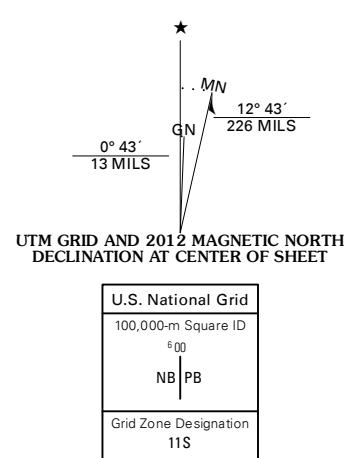 ★
MN
GN
12° 43´
226 MILS
0° 43´
13 MILS
UTM GRID AND 2012 MAGNETIC NORTH
DECLINATION AT CENTER OF SHEET
U.S. National Grid
100,000-m Square ID
⁶00
NB PB
Grid Zone Designation
11S